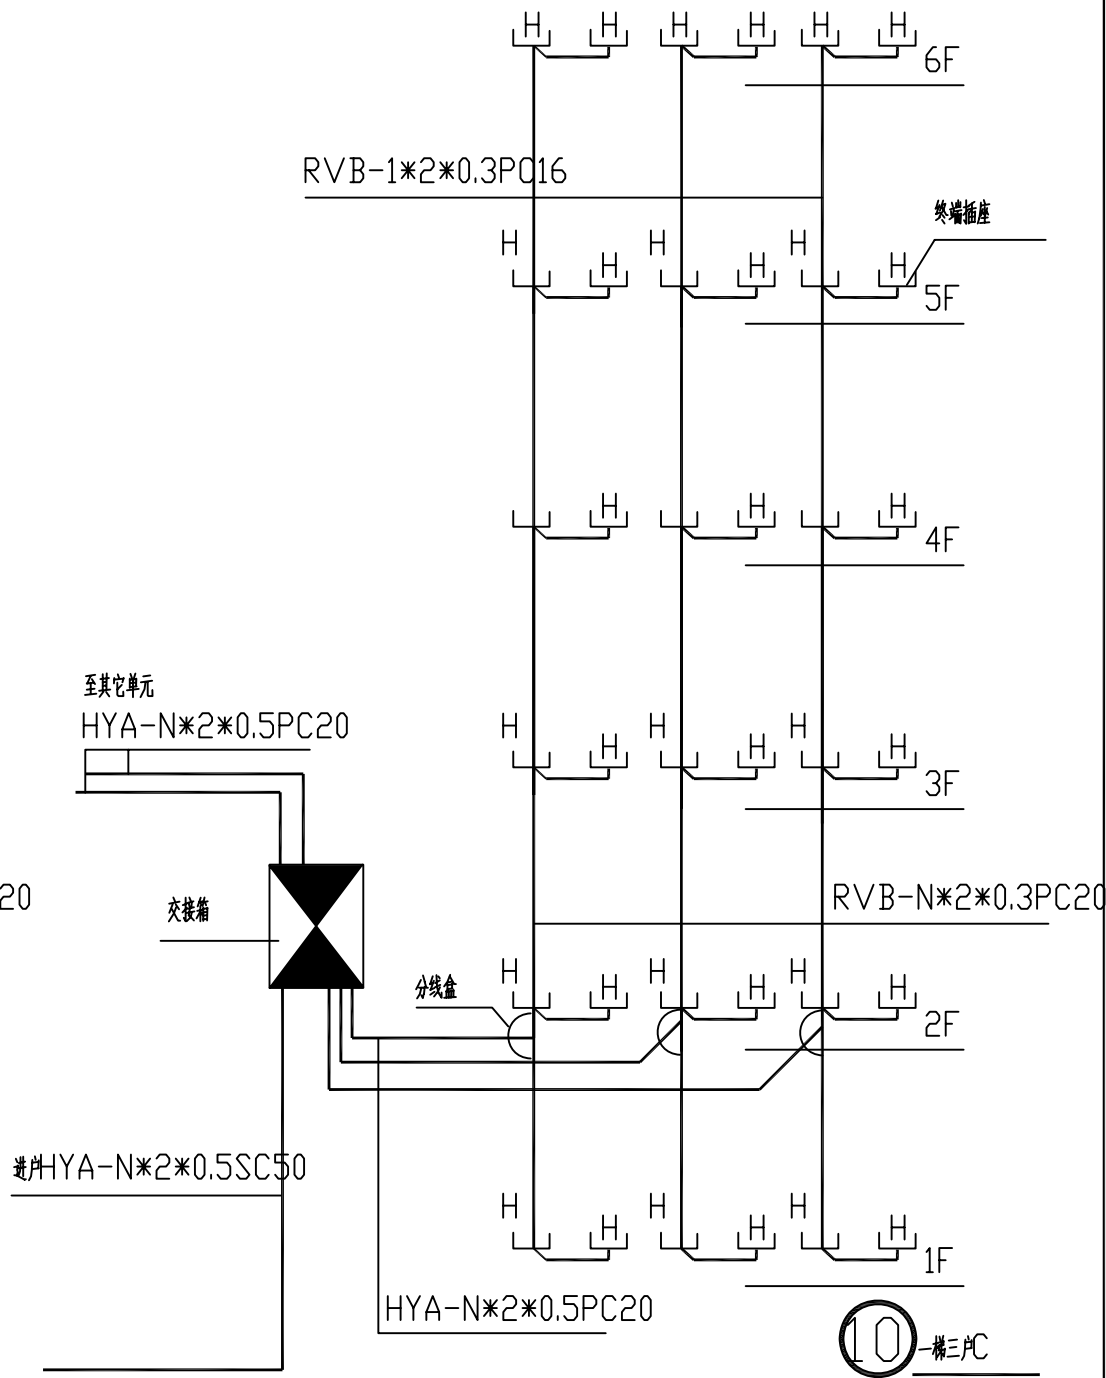 H H H H H H
6F
RVB-1*2*0.3PC16
终端插座
H H H
H H H
5F
H H H
4F
至其它单元
HYA-N*2*0.5PC20
H H H
H H H
3F
20
交接箱
RVB-N*2*0.3PC20
H H H
H H H
分线盒
2F
进户HYA-N*2*0.5SC50
H H H
H H H
1F
HYA-N*2*0.5PC20
10 一梯三户C